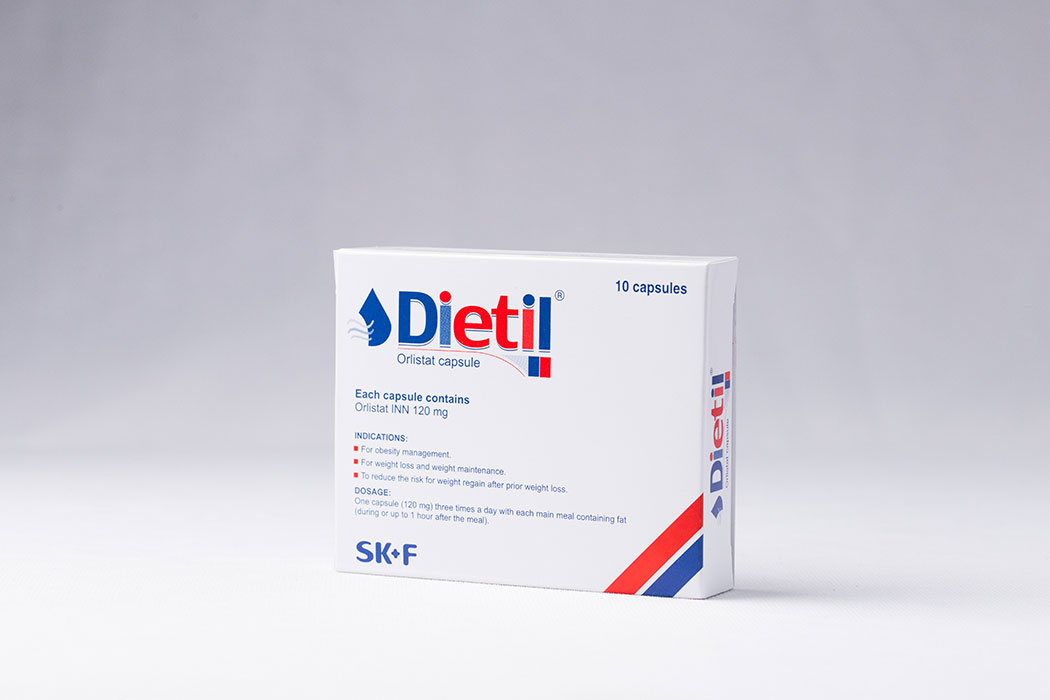 10 capsules
Dietil®
Orlistat capsule
Each capsule contains
Orlistat INN 120 mg
INDICATIONS:
For obesity management.
For weight loss and weight maintenance.
To reduce the risk for weight regain after prior weight loss.
DOSAGE:
One capsule (120 mg) three times a day with each main meal containing fat
(during or up to 1 hour after the meal).
SK+F
Dietil®
Orlistat capsule